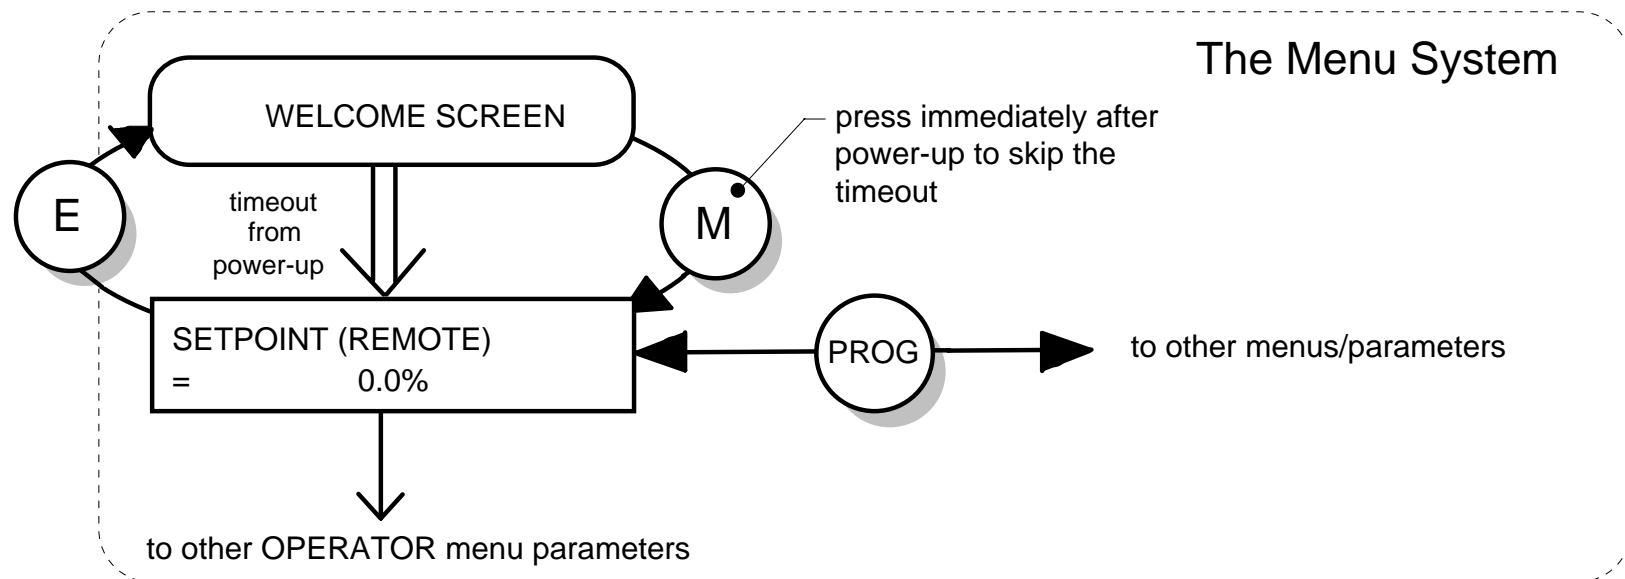 The Menu System
WELCOME SCREEN
press immediately after
power-up to skip the
timeout
E
timeout
from
power-up
M
SETPOINT (REMOTE)
= 0.0%
PROG
to other menus/parameters
to other OPERATOR menu parameters